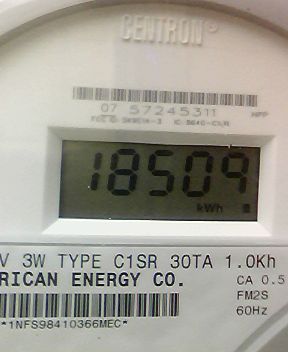 CENTRON®
07 57245311
18509
kWh
V 3W TYPE C1SR 30TA 1.0Kh
RICAN ENERGY CO.
CA 0.5
FM2S
60Hz
*1NFS98410366MEC*